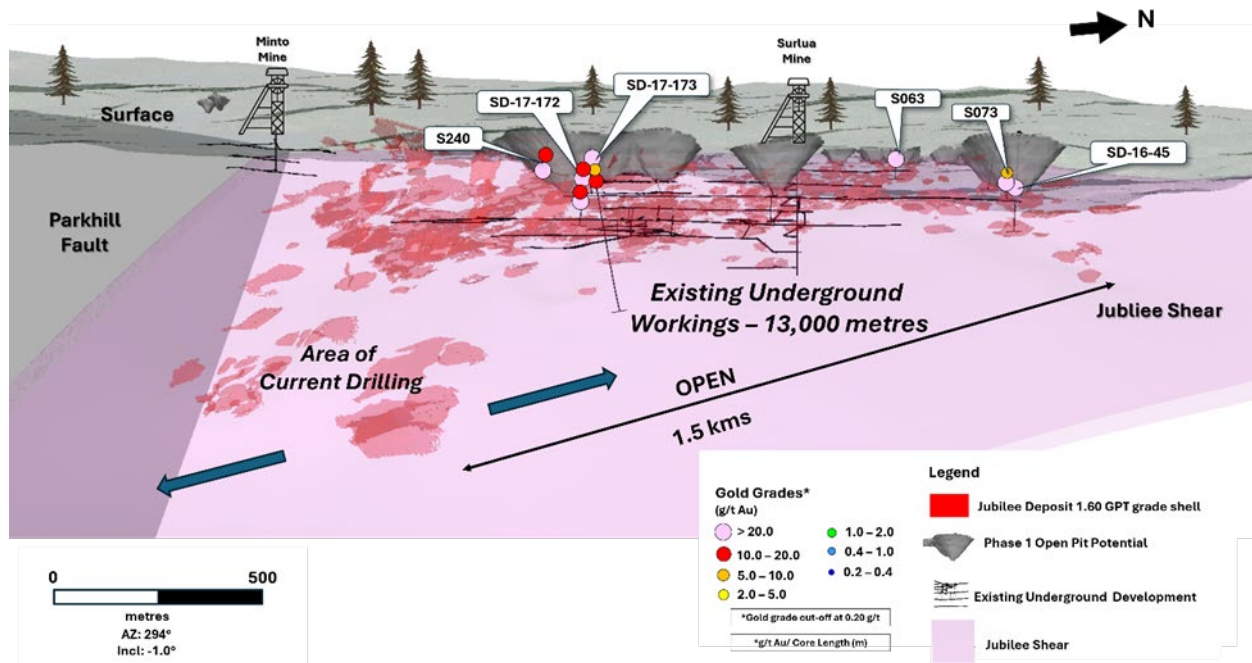 N
Minto
Mine
Surlua
Mine
SD-17-173
SD-17-172
S063
S240
S073
SD-16-45
Surface
Parkhill
Fault
Existing Underground
Workings – 13,000 metres
Jubliee Shear
Area of
Current Drilling
OPEN
1.5 kms
Legend
Gold Grades*
(g/t Au)
> 20.0
10.0 – 20.0
5.0 – 10.0
2.0 – 5.0
1.0 – 2.0
0.4 – 1.0
0.2 – 0.4
*Gold grade cut-off at 0.20 g/t
*g/t Au/ Core Length (m)
Jubilee Deposit 1.60 GPT grade shell
Phase 1 Open Pit Potential
Existing Underground Development
Jubilee Shear
0 500
metres
AZ: 294°
Incl: -1.0°